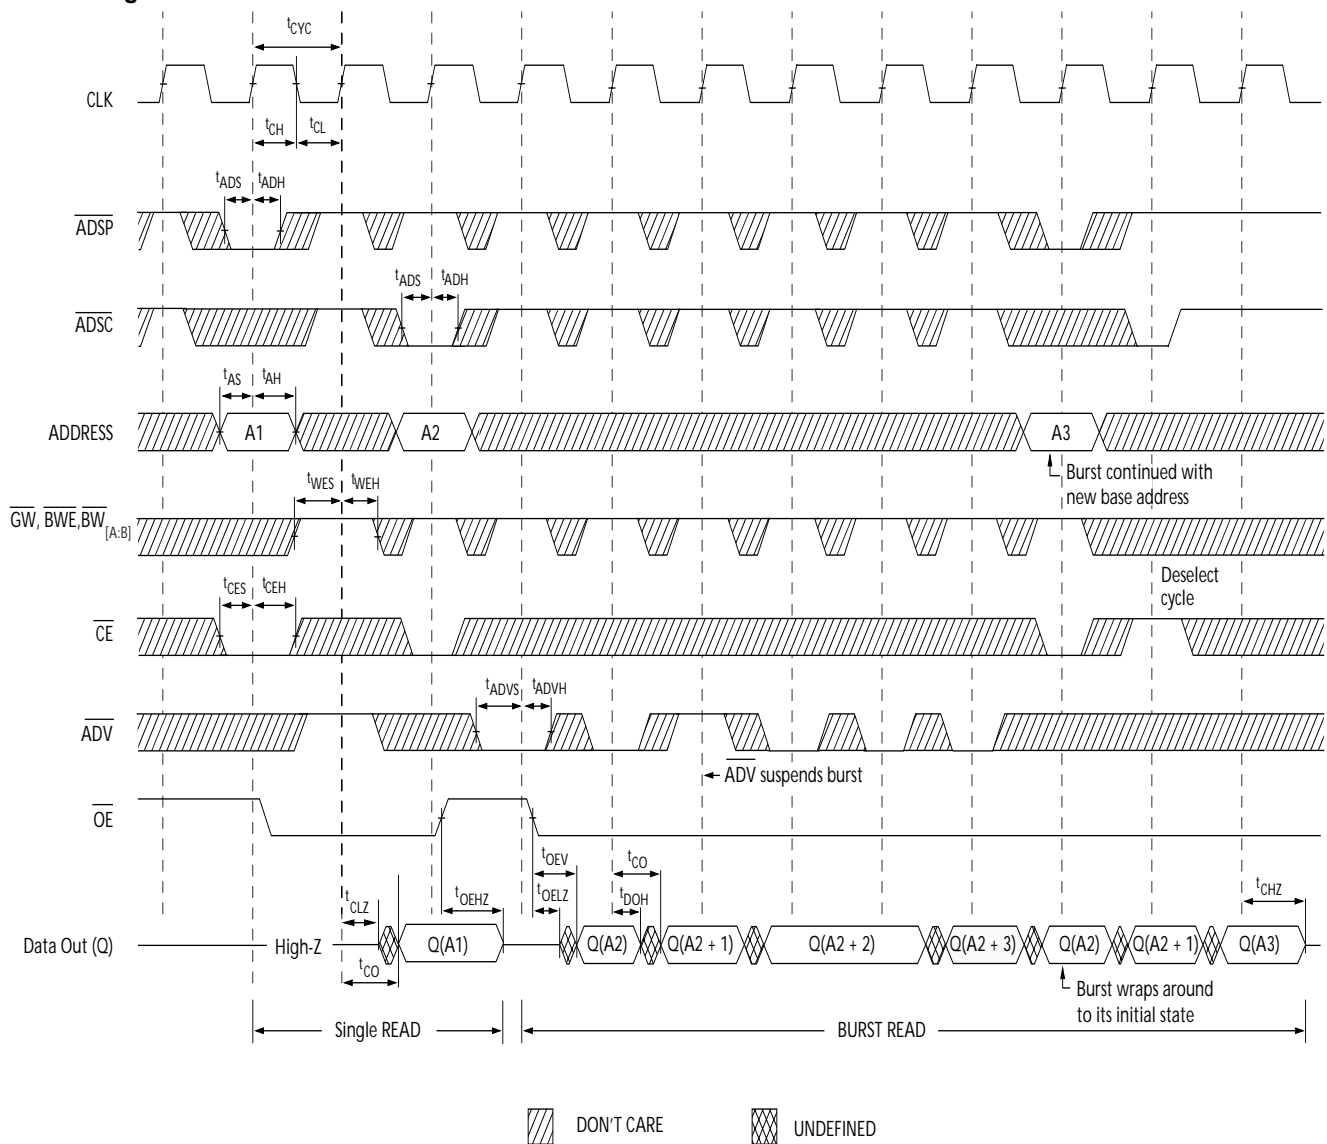 tCYC
CLK
tCH
tCL
tADS
tADH
ADSP
tADS
tADH
ADSC
tAS
tAH
ADDRESS
A1
A2
A3
Burst continued with
new base address
tWES
tWEH
GW, BWE,BW[A:B]
Deselect
cycle
tCES
tCEH
CE
tADVS
tADVH
ADV
ADV suspends burst
OE
tOEV
tCO
tCLZ
tOEHZ
tOELZ
tDOH
tCHZ
Data Out (Q)
High-Z
Q(A1)
Q(A2)
Q(A2 + 1)
Q(A2 + 2)
Q(A2 + 3)
Q(A2)
Q(A2 + 1)
Q(A3)
tCO
Burst wraps around
to its initial state
Single READ
BURST READ
DON'T CARE
UNDEFINED